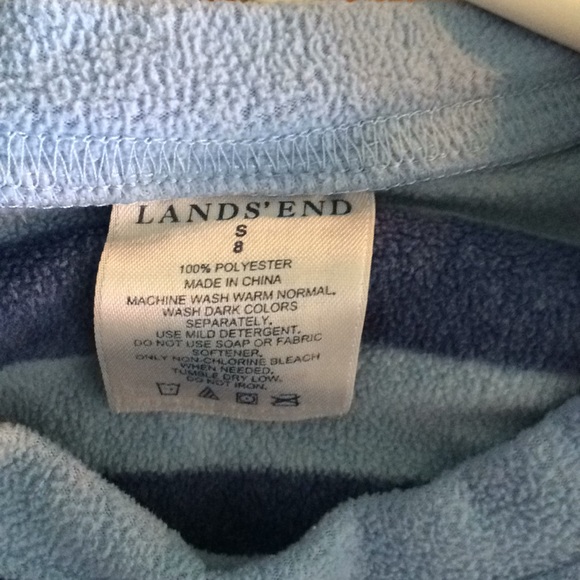 LANDS' END
S
8
100% POLYESTER
MADE IN CHINA
MACHINE WASH WARM NORMAL.
WASH DARK COLORS
SEPARATELY.
USE MILD DETERGENT.
DO NOT USE SOAP OR FABRIC
SOFTENER.
ONLY NON-CHLORINE BLEACH
WHEN NEEDED.
TUMBLE DRY LOW.
DO NOT IRON.